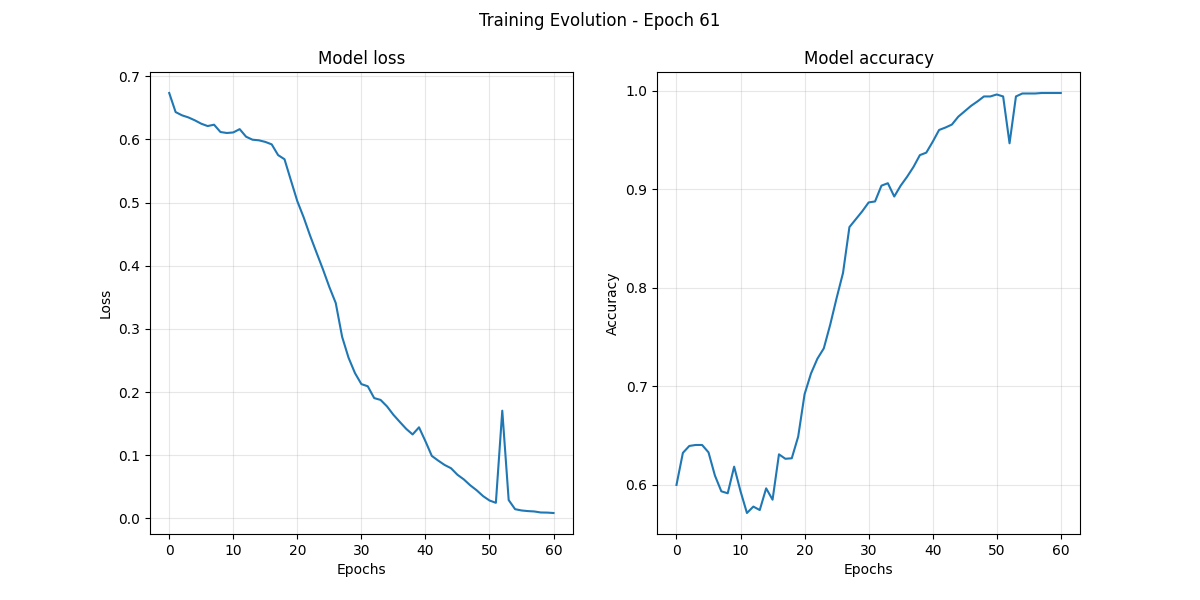 Training Evolution - Epoch 61
Model loss
0.7
0.6
0.5
0.4
0.3
0.2
0.1
0.0
Loss
0 10 20 30 40 50 60
Epochs
Model accuracy
1.0
0.9
0.8
0.7
0.6
Accuracy
0 10 20 30 40 50 60
Epochs